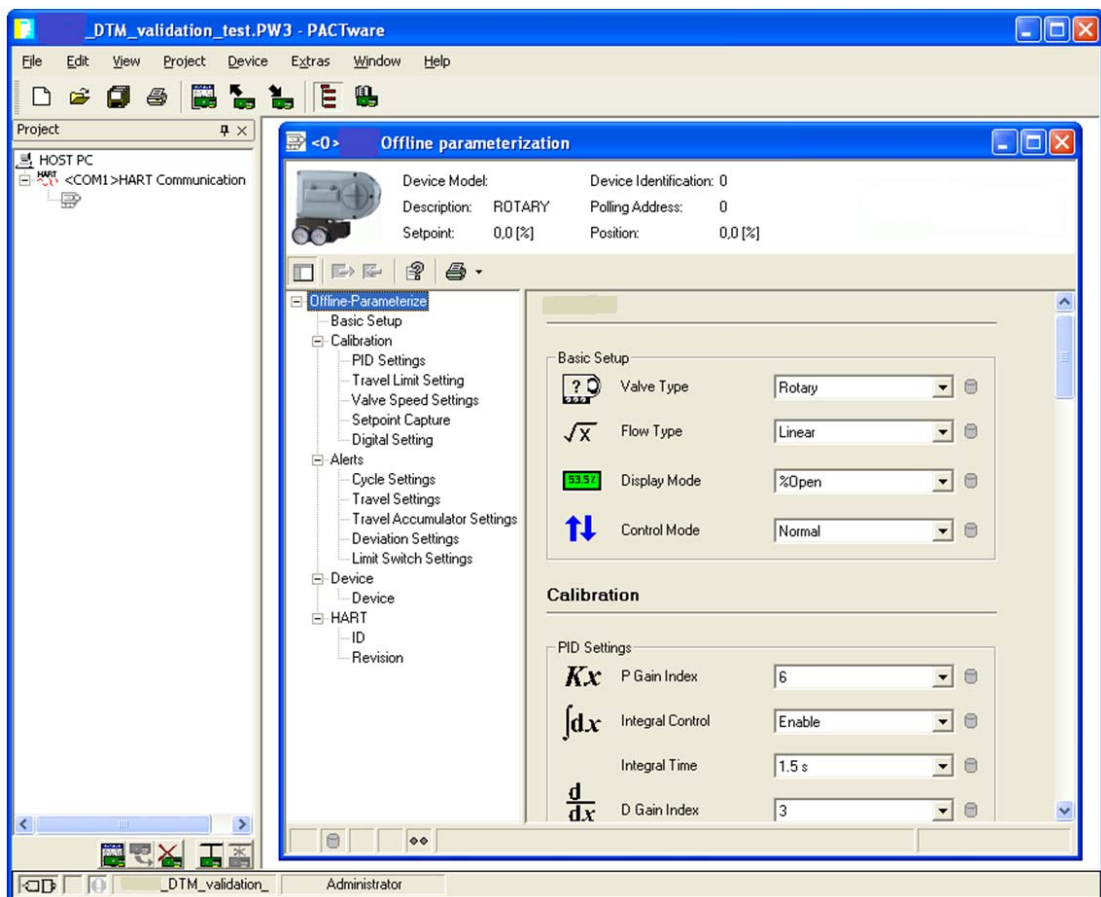 _DTM_validation_test.PW3 - PACTware
File Edit View Project Device Extras Window Help
Project
HOST PC
<COM1>HART Communication
<0> Offline parameterization
Device Model: Device Identification: 0
Description: ROTARY Polling Address: 0
Setpoint: 0,0 [%] Position: 0,0 [%]
Offline-Parameterize
Basic Setup
Calibration
PID Settings
Travel Limit Setting
Valve Speed Settings
Setpoint Capture
Digital Setting
Alerts
Cycle Settings
Travel Settings
Travel Accumulator Settings
Deviation Settings
Limit Switch Settings
Device
Device
HART
ID
Revision
Basic Setup
? Valve Type Rotary
√x Flow Type Linear
53.5% Display Mode %Open
Control Mode Normal
Calibration
PID Settings
Kx P Gain Index 6
∫dx Integral Control Enable
Integral Time 1.5 s
d/dx D Gain Index 3
_DTM_validation_ Administrator